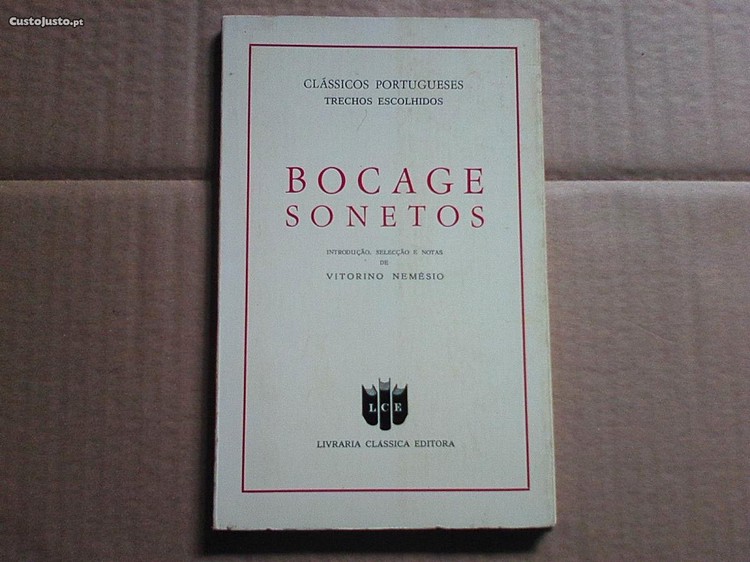 CustoJusto.pt
CLÁSSICOS PORTUGUESES
TRECHOS ESCOLHIDOS
BOCAGE
SONETOS
INTRODUÇÃO, SELECÇÃO E NOTAS
DE
VITORINO NEMÉSIO
LCE
LIVRARIA CLÁSSICA EDITORA